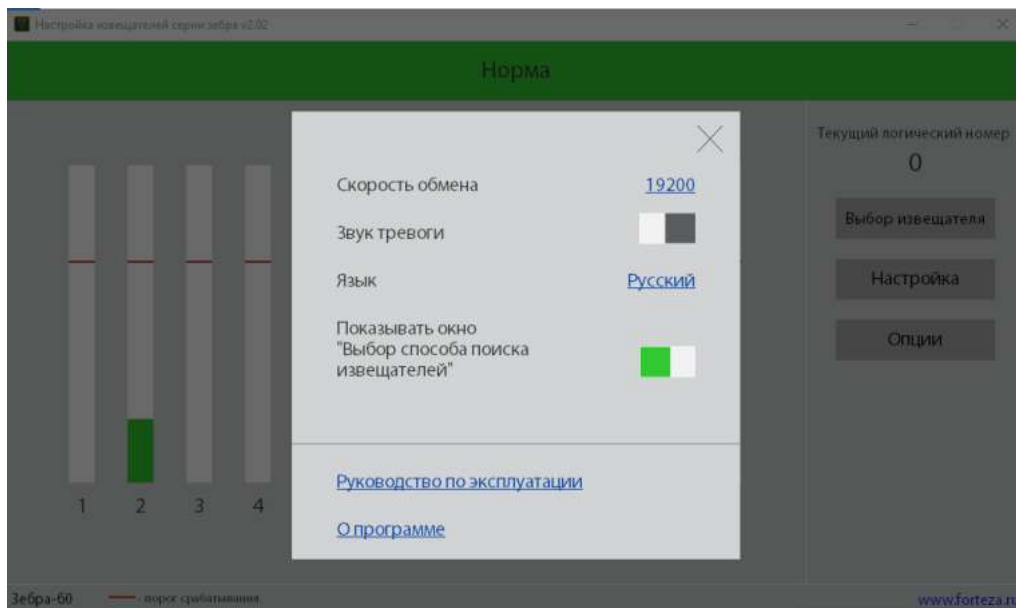 Настройка извещателей серии зебра v2.02
Норма
Текущий логический номер
0
Выбор извещателя
Настройка
Опции
Скорость обмена 19200
Звук тревоги
Язык Русский
Показывать окно
"Выбор способа поиска
извещателей"
Руководство по эксплуатации
О программе
1 2 3 4
Зебра-60 - порог срабатывания
www.forteza.ru